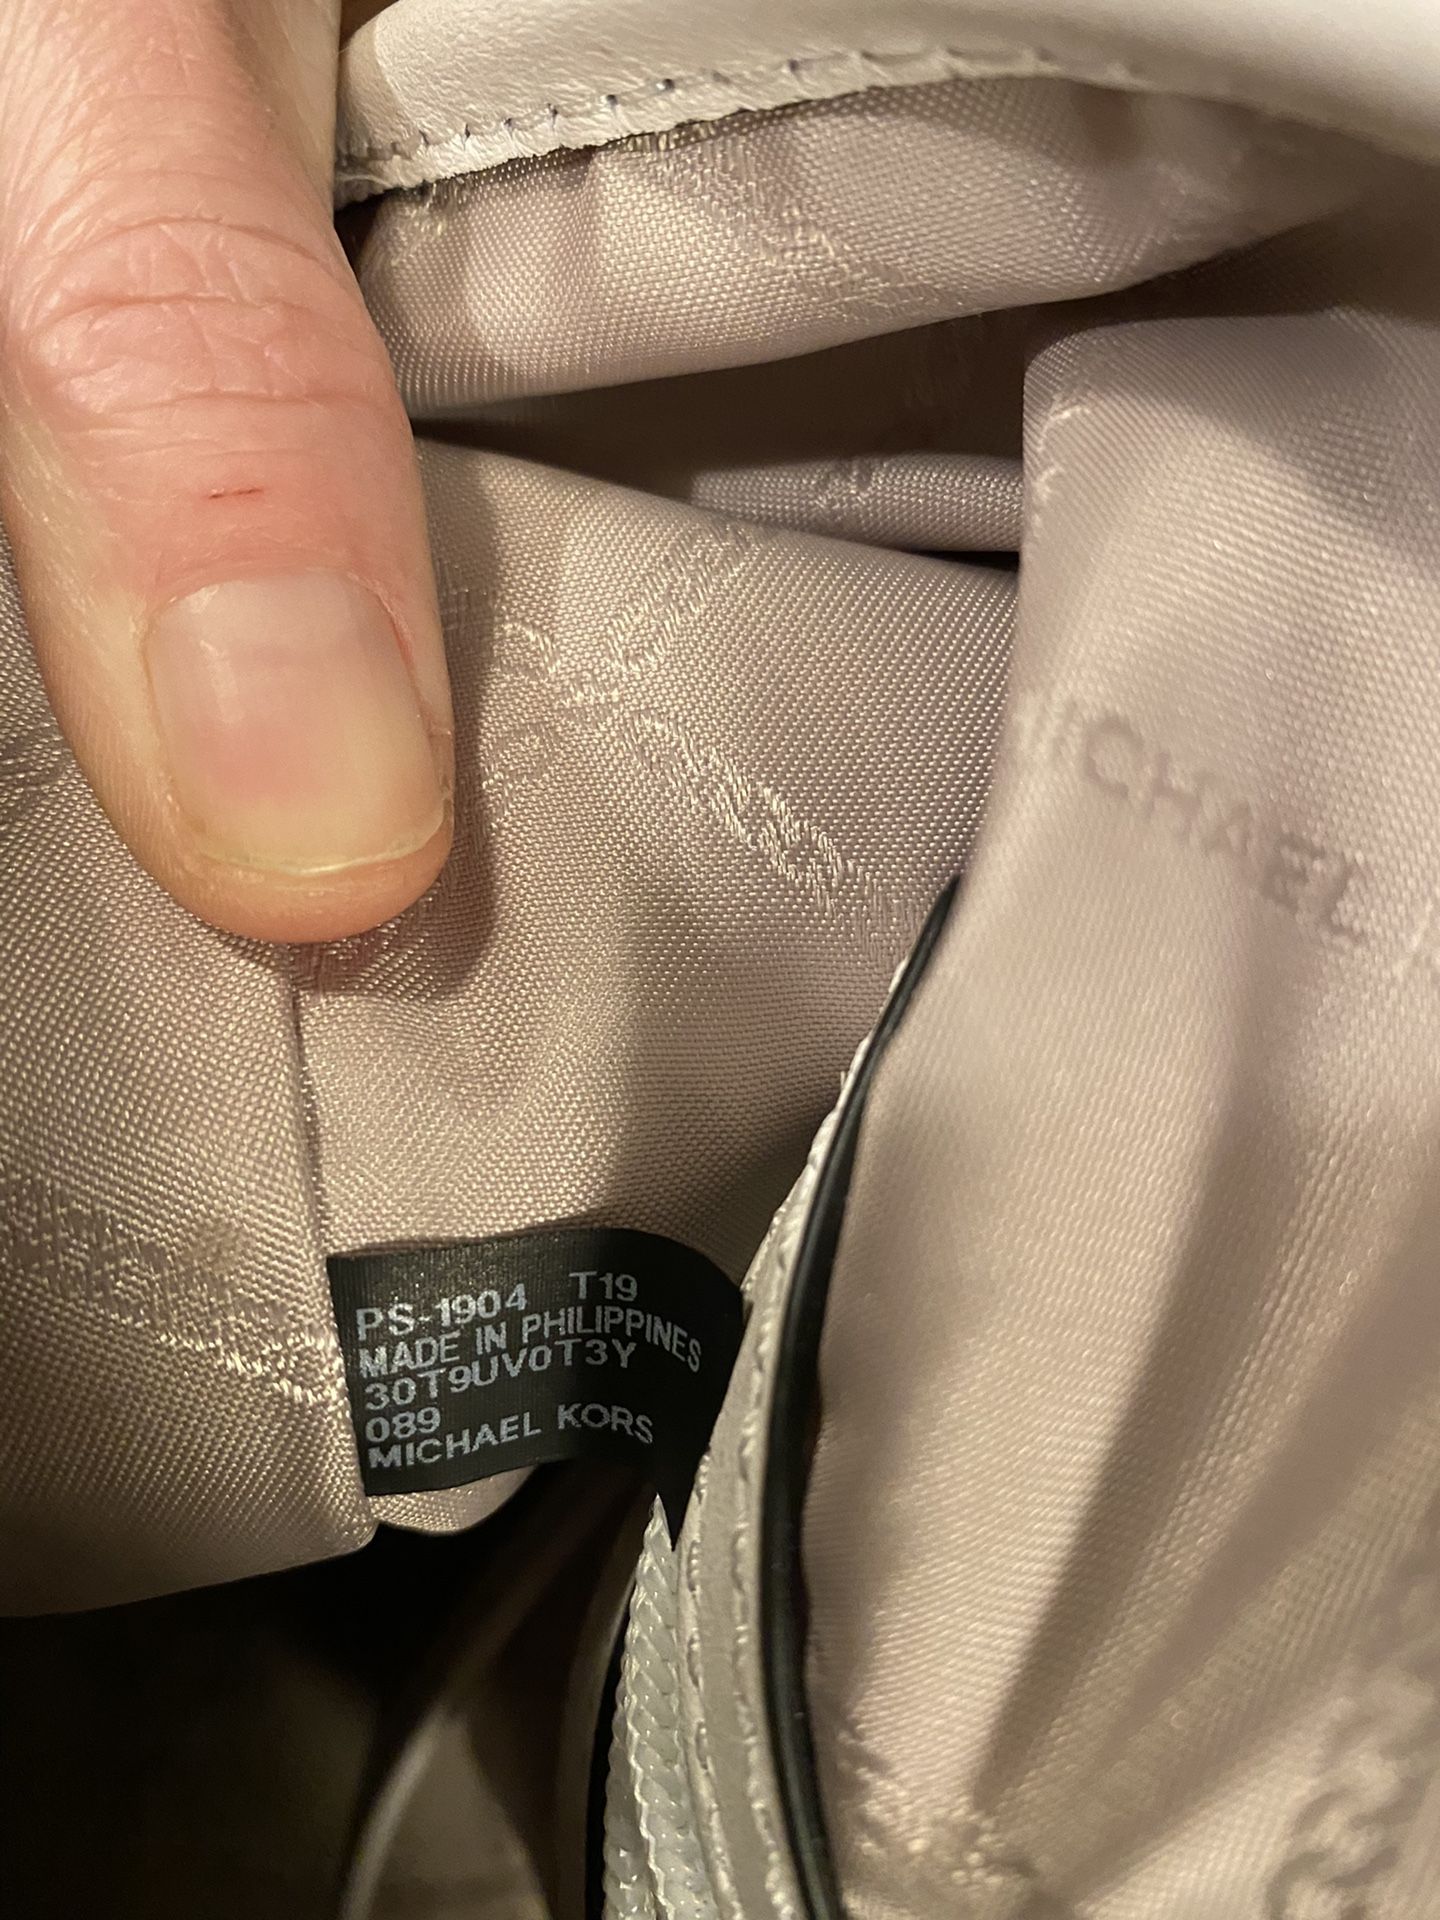 MICHAEL
PS-1904 T19
MADE IN PHILIPPINES
30T9UV0T3Y
089
MICHAEL KORS